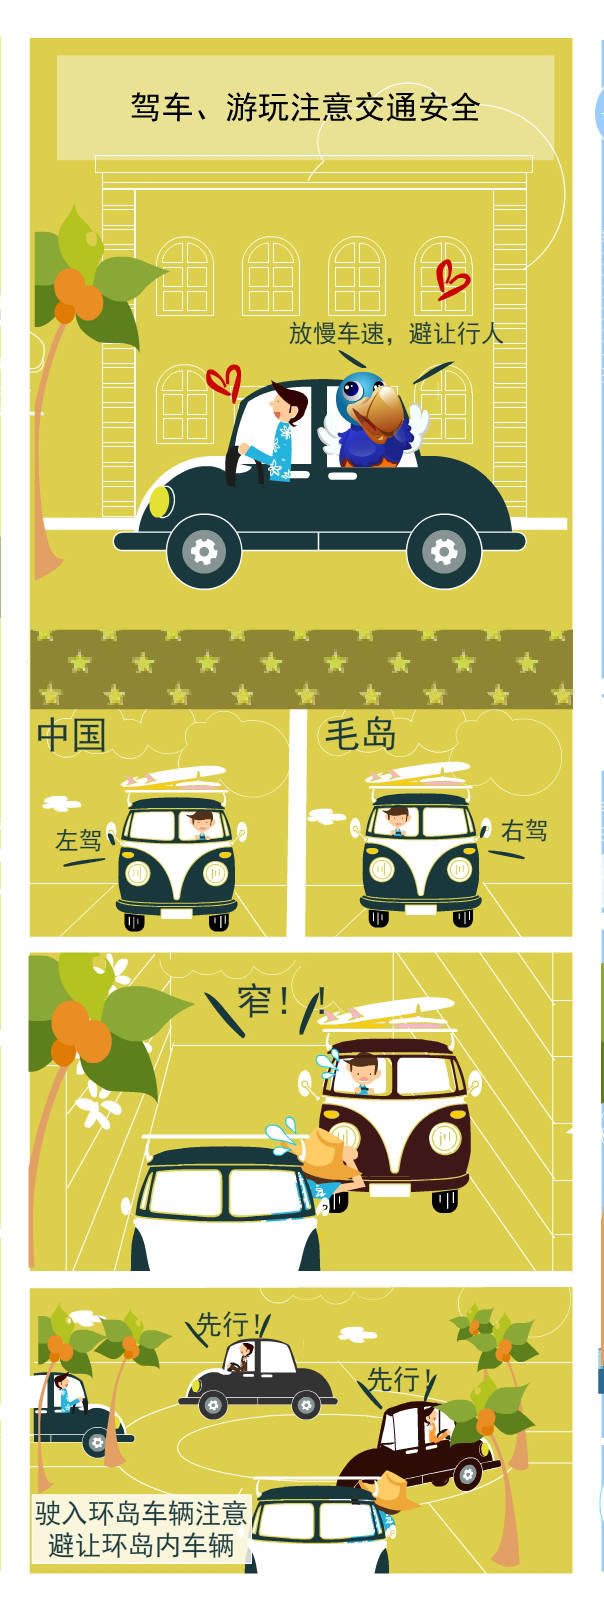 驾车、游玩注意交通安全
放慢车速，避让行人
中国
毛岛
左驾
右驾
窄！！
先行！
先行！
驶入环岛车辆注意
避让环岛内车辆